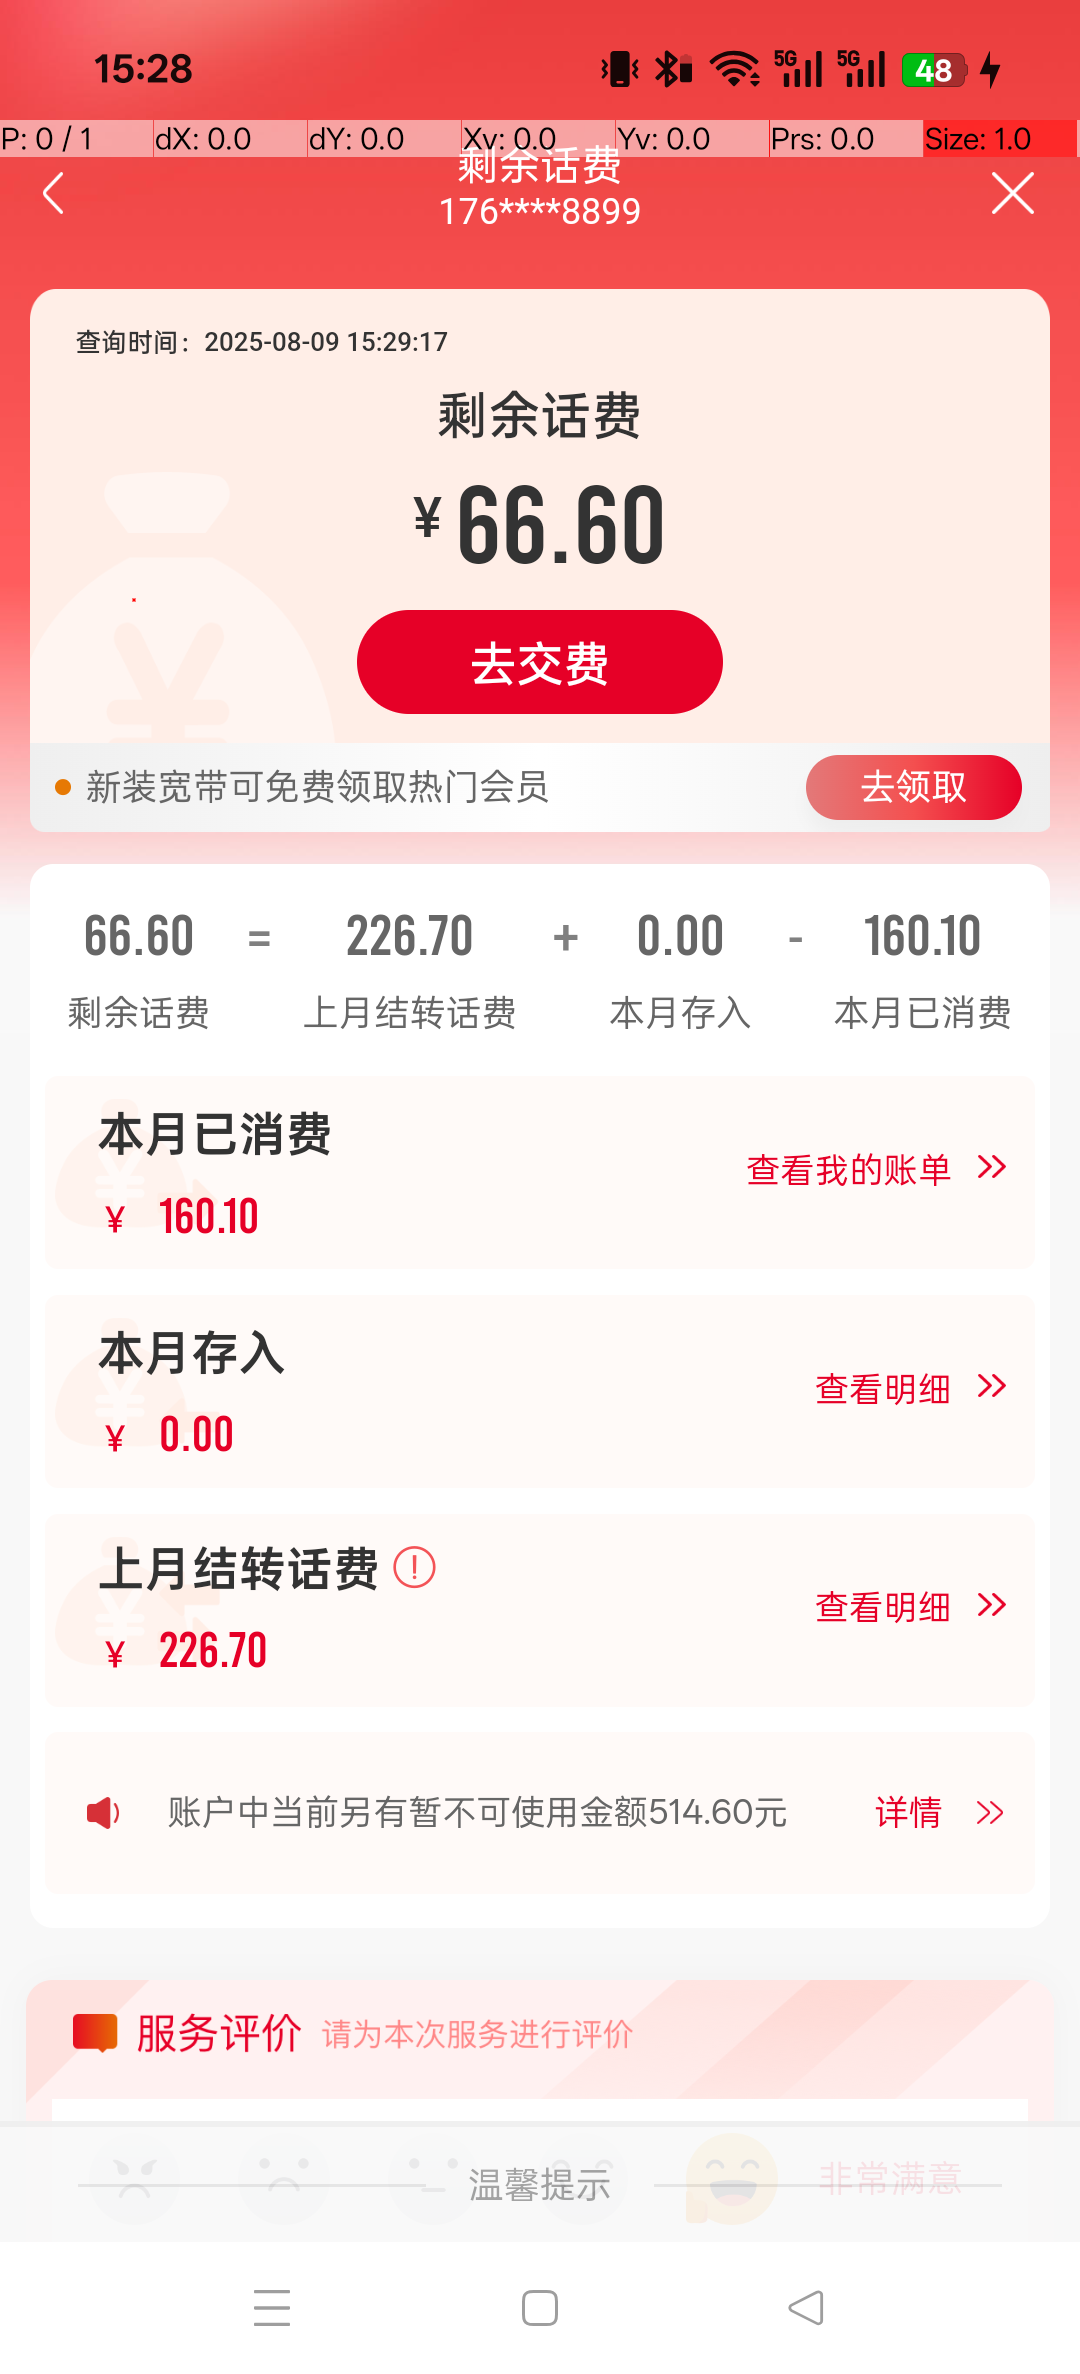 15:28
5G 5G 48
P: 0 / 1 dX: 0.0 dY: 0.0 Xv: 0.0 Yv: 0.0 Prs: 0.0 Size: 1.0
剩余话费
176****8899
查询时间：2025-08-09 15:29:17
剩余话费
¥ 66.60
去交费
新装宽带可免费领取热门会员 去领取
66.60 = 226.70 + 0.00 - 160.10
剩余话费 上月结转话费 本月存入 本月已消费
本月已消费
¥ 160.10
查看我的账单
本月存入
¥ 0.00
查看明细
上月结转话费
¥ 226.70
查看明细
账户中当前另有暂不可使用金额514.60元 详情
服务评价 请为本次服务进行评价
温馨提示
非常满意